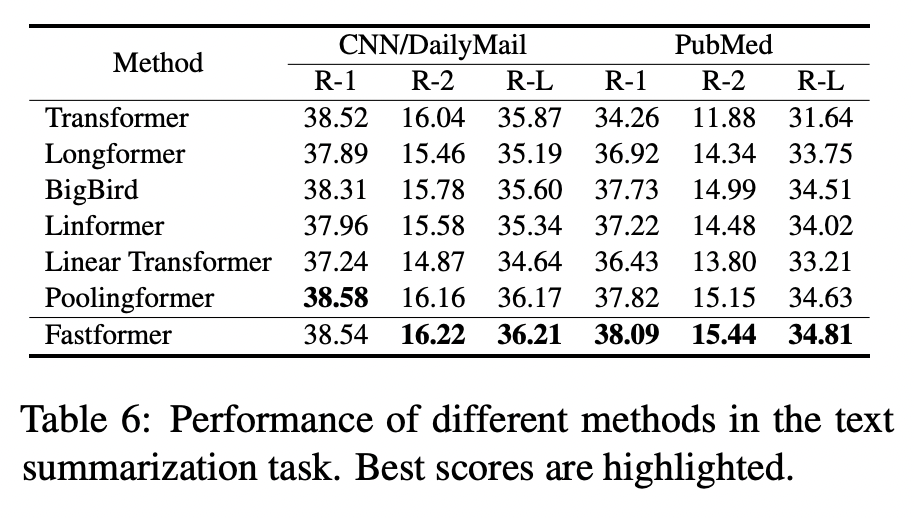 Method CNN/DailyMail PubMed
R-1 R-2 R-L R-1 R-2 R-L
Transformer 38.52 16.04 35.87 34.26 11.88 31.64
Longformer 37.89 15.46 35.19 36.92 14.34 33.75
BigBird 38.31 15.78 35.60 37.73 14.99 34.51
Linformer 37.96 15.58 35.34 37.22 14.48 34.02
Linear Transformer 37.24 14.87 34.64 36.43 13.80 33.21
Poolingformer 38.58 16.16 36.17 37.82 15.15 34.63
Fastformer 38.54 16.22 36.21 38.09 15.44 34.81
Table 6: Performance of different methods in the text
summarization task. Best scores are highlighted.